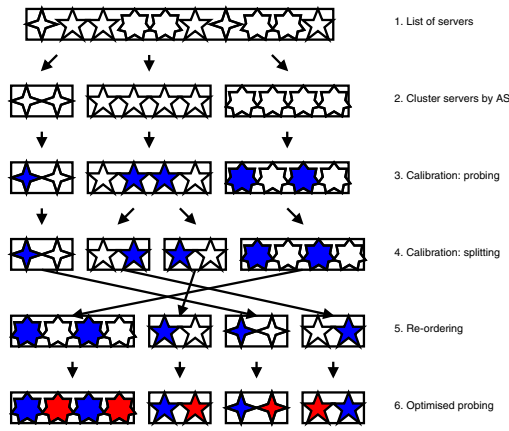 1. List of servers
2. Cluster servers by AS
3. Calibration: probing
4. Calibration: splitting
5. Re-ordering
6. Optimised probing